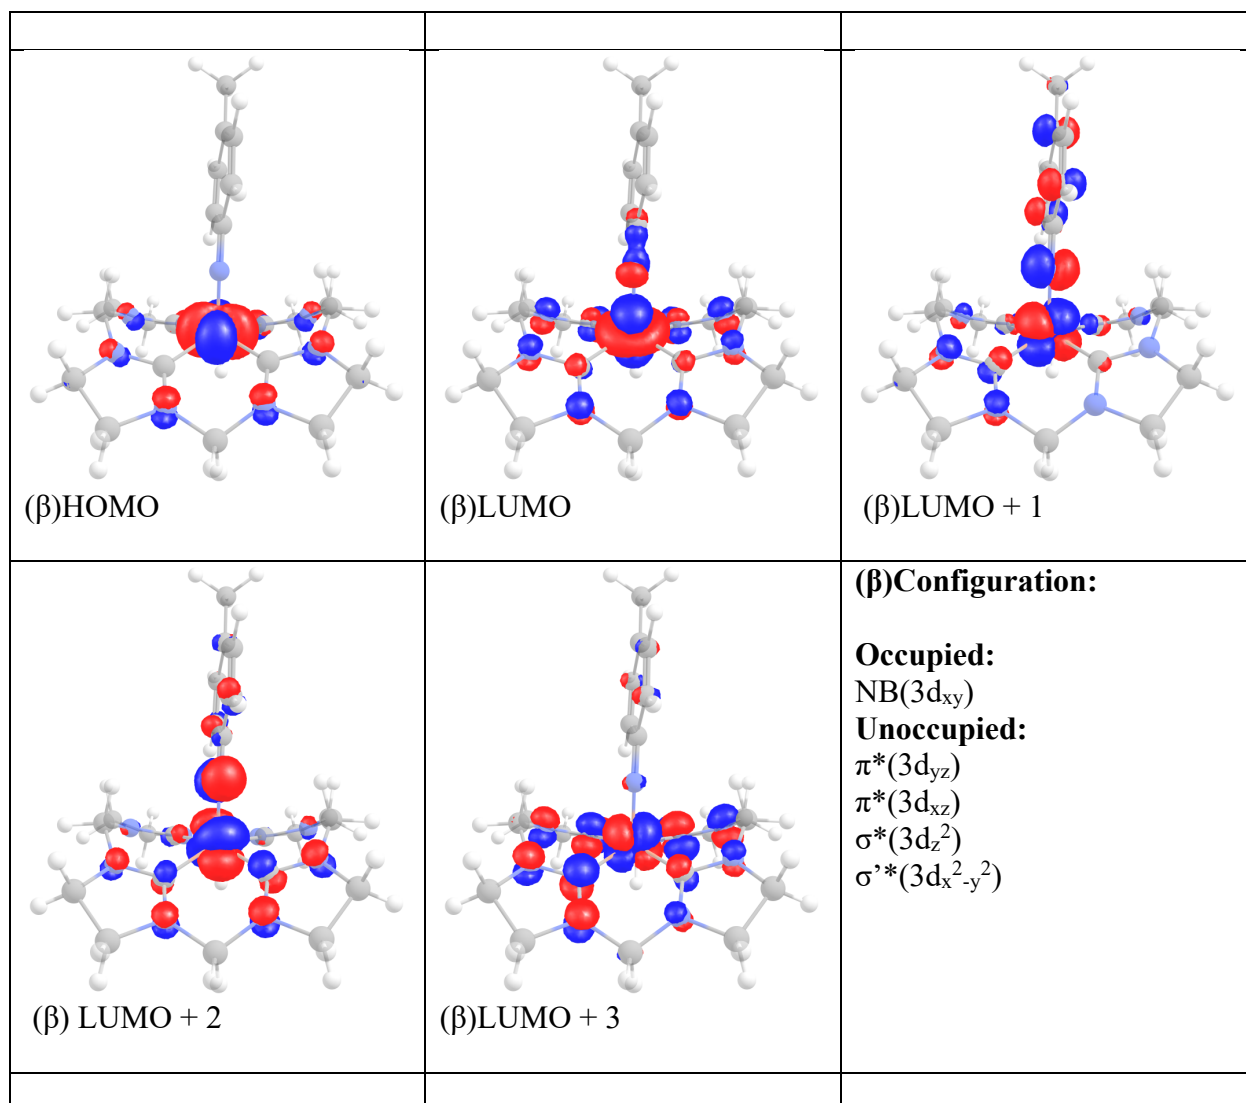 (β)HOMO
(β)LUMO
(β)LUMO + 1
(β) LUMO + 2
(β)LUMO + 3
(β)Configuration:
Occupied:
NB(3dxy)
Unoccupied:
π*(3dyz)
π*(3dxz)
σ*(3dz²)
σ’*(3dx²-y²)